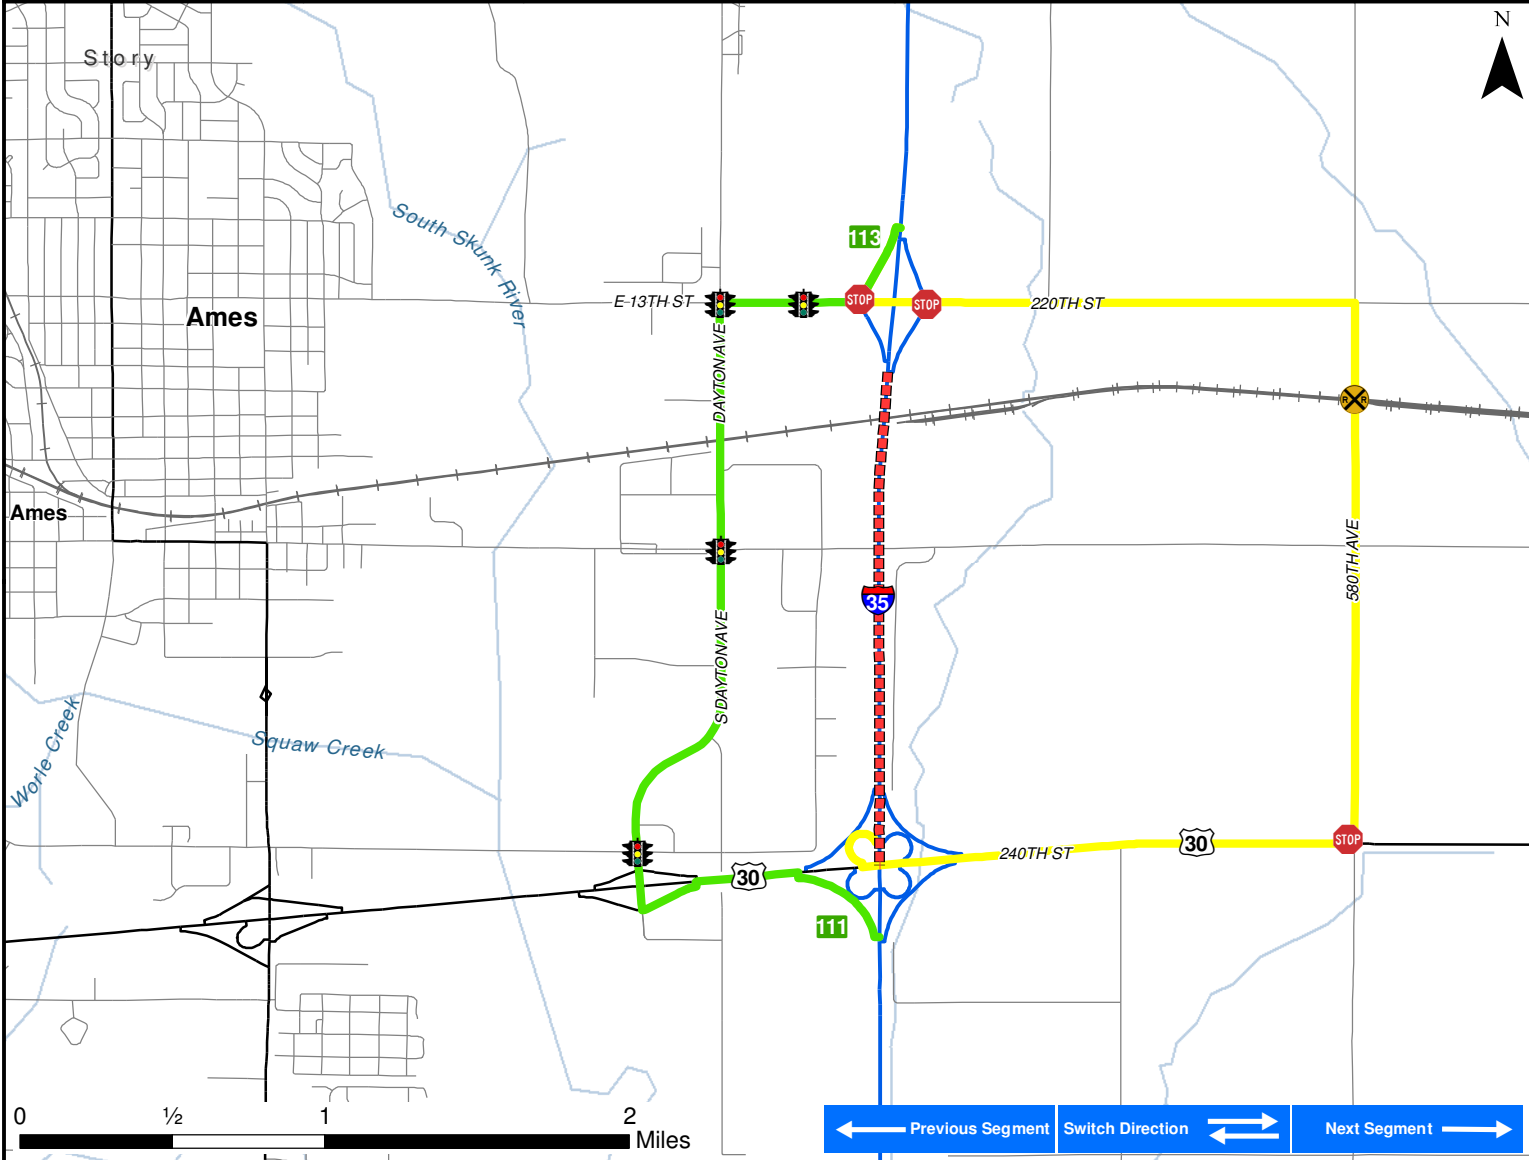 N
Story
South Skunk River
113
E 13TH ST
STOP
STOP
220TH ST
Ames
DAYTON AVE
R R
Ames
580TH AVE
35
S DAYTON AVE
Worle Creek
Squaw Creek
STOP
30
240TH ST
30
111
0 ½ 1 2
Miles
Previous Segment
Switch Direction
Next Segment